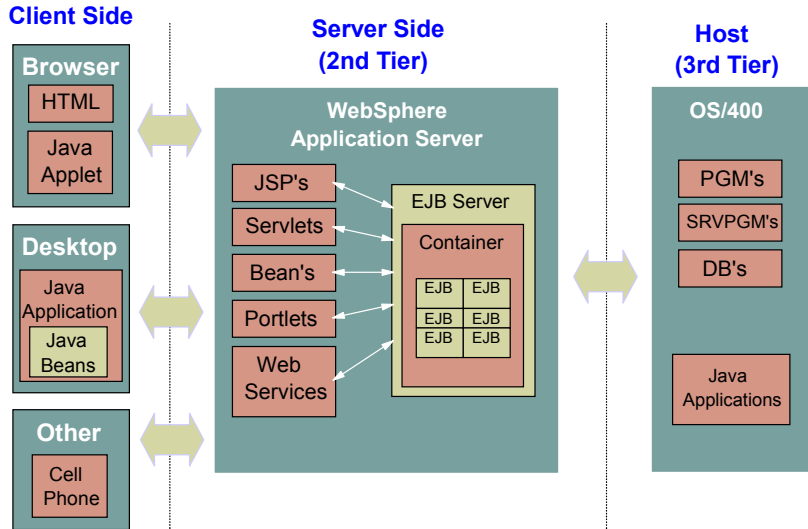 Client Side
Browser
HTML
Java
Applet
Desktop
Java
Application
Java
Beans
Other
Cell
Phone
Server Side
(2nd Tier)
WebSphere
Application Server
JSP's
Servlets
Bean's
Portlets
Web
Services
EJB Server
Container
EJB EJB
EJB EJB
EJB EJB
Host
(3rd Tier)
OS/400
PGM's
SRVPGM's
DB's
Java
Applications